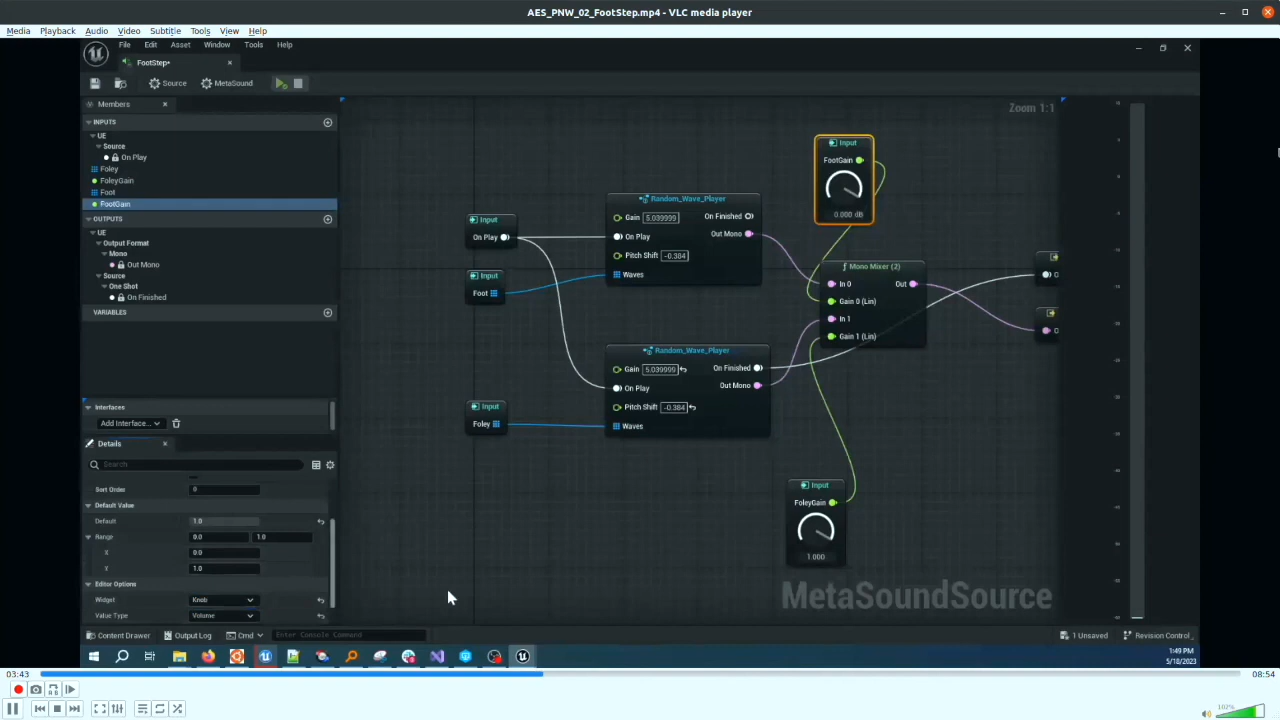 AES_PNW_02_FootStep.mp4 - VLC media player
Media Playback Audio Video Subtitle Tools View Help
File Edit Asset Window Tools Help
FootStep*
Source MetaSound
Members
Zoom 1:1
INPUTS
UE
Source
On Play
Foley
FoleyGain
Foot
FootGain
OUTPUTS
UE
Output Format
Mono
Out Mono
Source
One Shot
On Finished
VARIABLES
Interfaces
Add Interface...
Details
Search
Sort Order 0
Default Value
Default 1.0
Range 0.0 1.0
X 0.0
Y 1.0
Editor Options
Widget Knob
Value Type Volume
Input
On Play
Input
Foot
Input
Foley
Random_Wave_Player
Gain 5.039999 On Finished
On Play Out Mono
Pitch Shift -0.384
Waves
Random_Wave_Player
Gain 5.039999 On Finished
On Play Out Mono
Pitch Shift -0.384
Waves
Input
FootGain
0.000 dB
Mono Mixer (2)
In 0 Out
Gain 0 (Lin)
In 1
Gain 1 (Lin)
Input
FoleyGain
1.000
MetaSoundSource
Content Drawer Output Log Cmd Enter Console Command 1 Unsaved Revision Control
1:49 PM
5/18/2023
03:43 08:54
102%